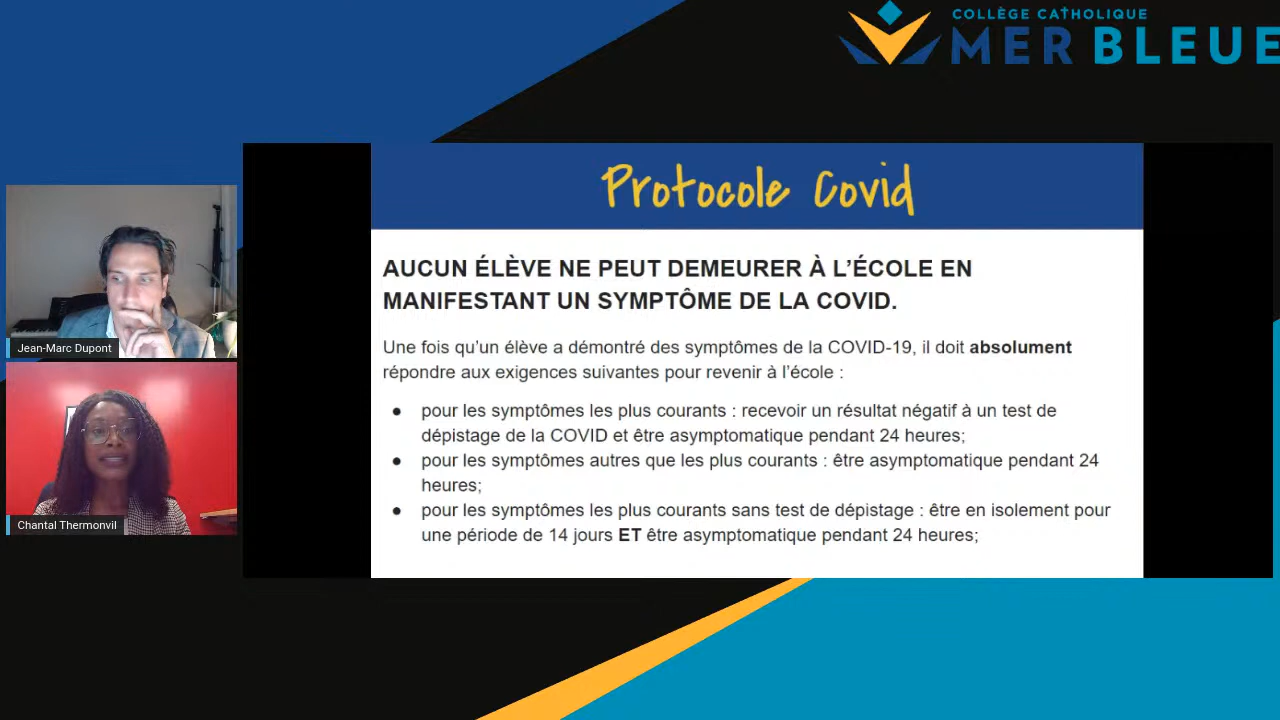 COLLÈGE CATHOLIQUE
MER BLEUE
Protocole Covid
AUCUN ÉLÈVE NE PEUT DEMEURER À L'ÉCOLE EN
MANIFESTANT UN SYMPTÔME DE LA COVID.
Une fois qu'un élève a démontré des symptômes de la COVID-19, il doit absolument
répondre aux exigences suivantes pour revenir à l'école :
● pour les symptômes les plus courants : recevoir un résultat négatif à un test de
dépistage de la COVID et être asymptomatique pendant 24 heures;
● pour les symptômes autres que les plus courants : être asymptomatique pendant 24
heures;
● pour les symptômes les plus courants sans test de dépistage : être en isolement pour
une période de 14 jours ET être asymptomatique pendant 24 heures;
Jean-Marc Dupont
Chantal Thermonvil